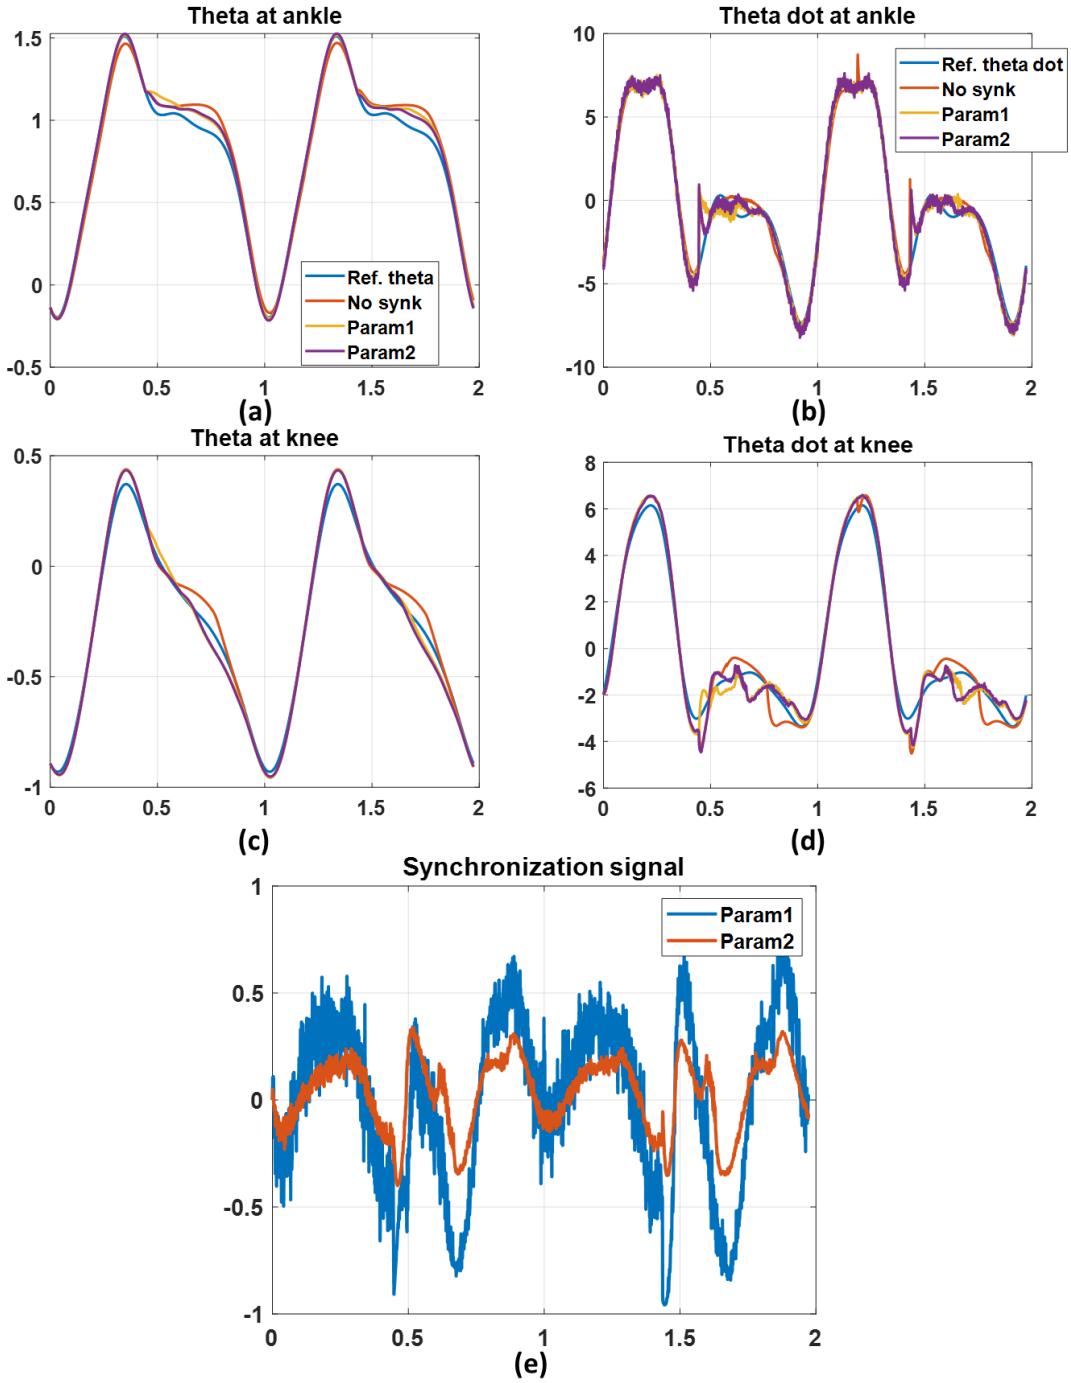 Theta at ankle
1.5
1
0.5
0
-0.5
0
0.5
1
1.5
2
Ref. theta
No synk
Param1
Param2
(a)
Theta dot at ankle
10
5
0
-5
-10
0
0.5
1
1.5
2
Ref. theta dot
No synk
Param1
Param2
(b)
Theta at knee
0.5
0
-0.5
-1
0
0.5
1
1.5
2
(c)
Theta dot at knee
8
6
4
2
0
-2
-4
-6
0
0.5
1
1.5
2
(d)
Synchronization signal
1
0.5
0
-0.5
-1
0
0.5
1
1.5
2
Param1
Param2
(e)